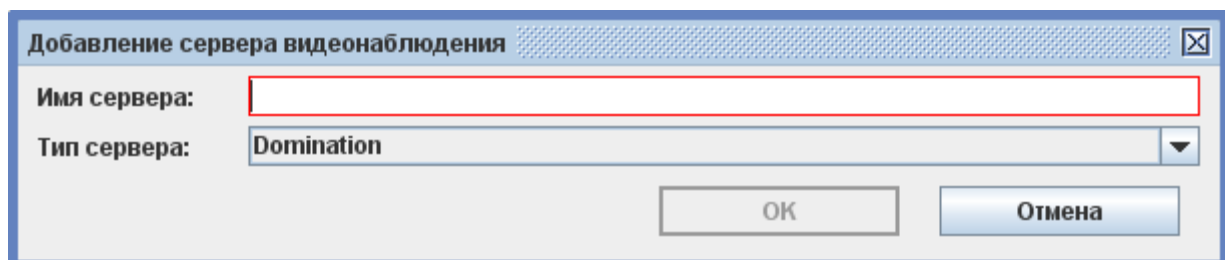 Добавление сервера видеонаблюдения
Имя сервера:
Тип сервера: Domination
OK Отмена